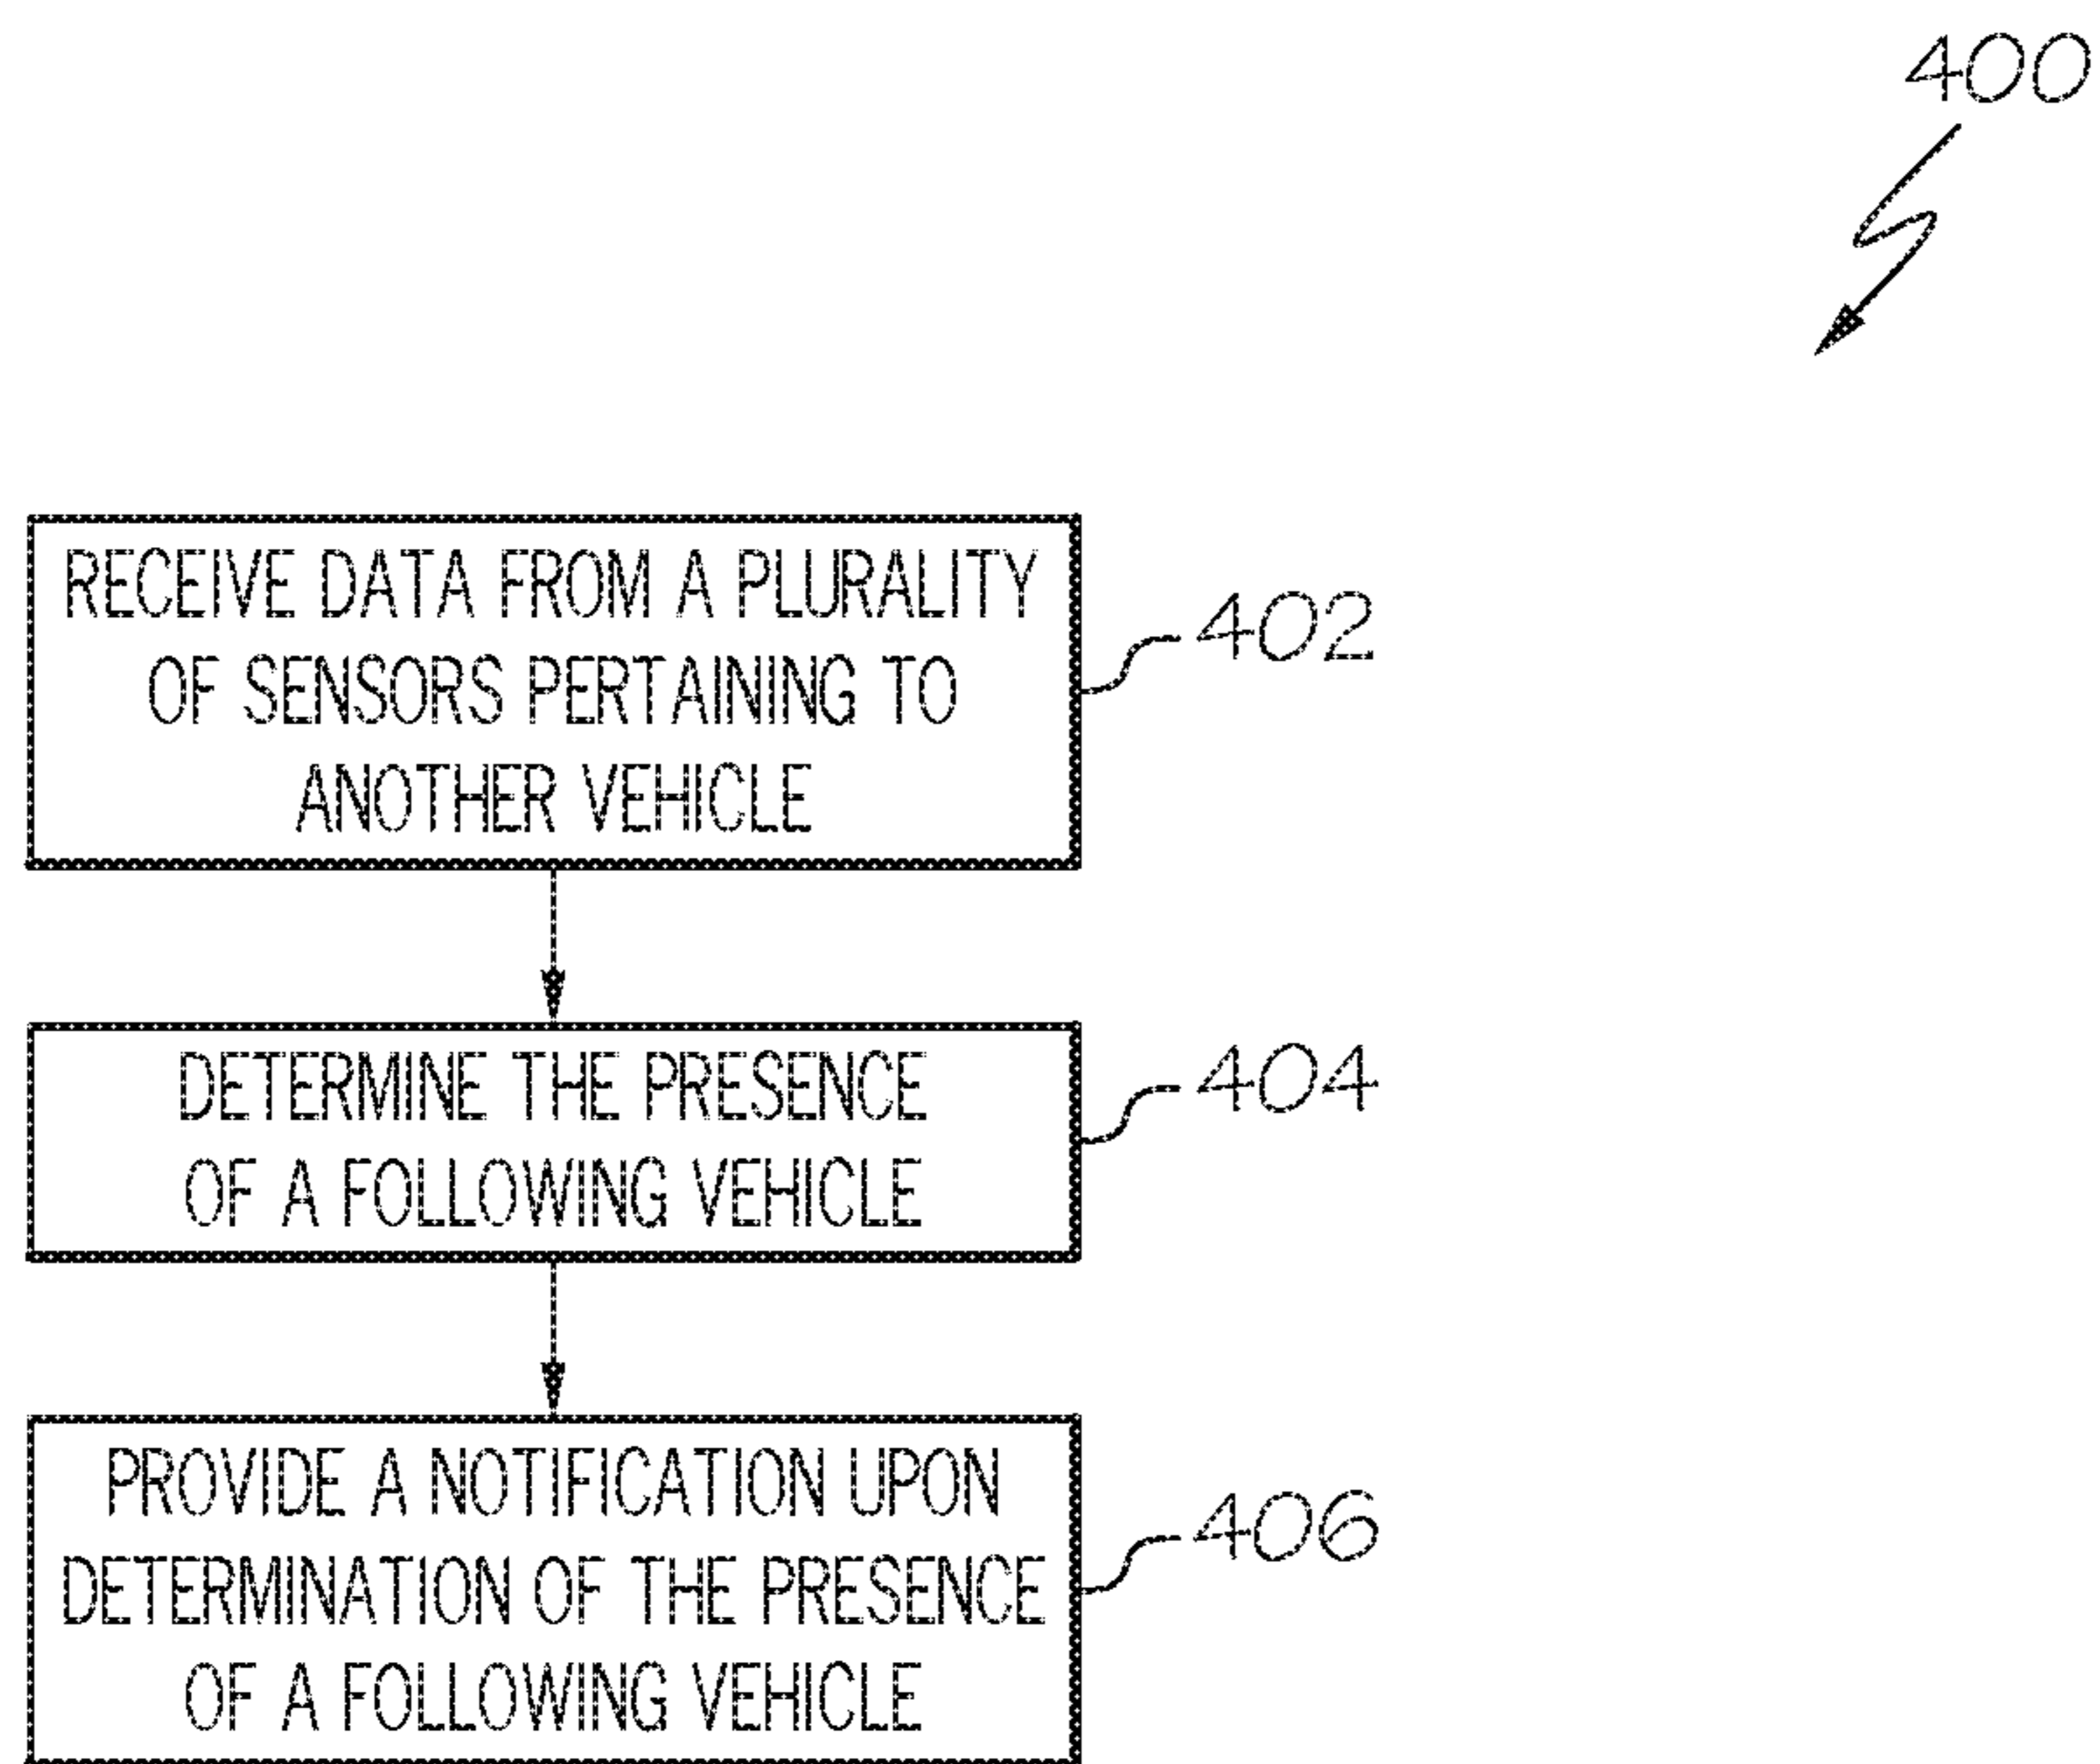 400
RECEIVE DATA FROM A PLURALITY
OF SENSORS PERTAINING TO
ANOTHER VEHICLE
402
DETERMINE THE PRESENCE
OF A FOLLOWING VEHICLE
404
PROVIDE A NOTIFICATION UPON
DETERMINATION OF THE PRESENCE
OF A FOLLOWING VEHICLE
406